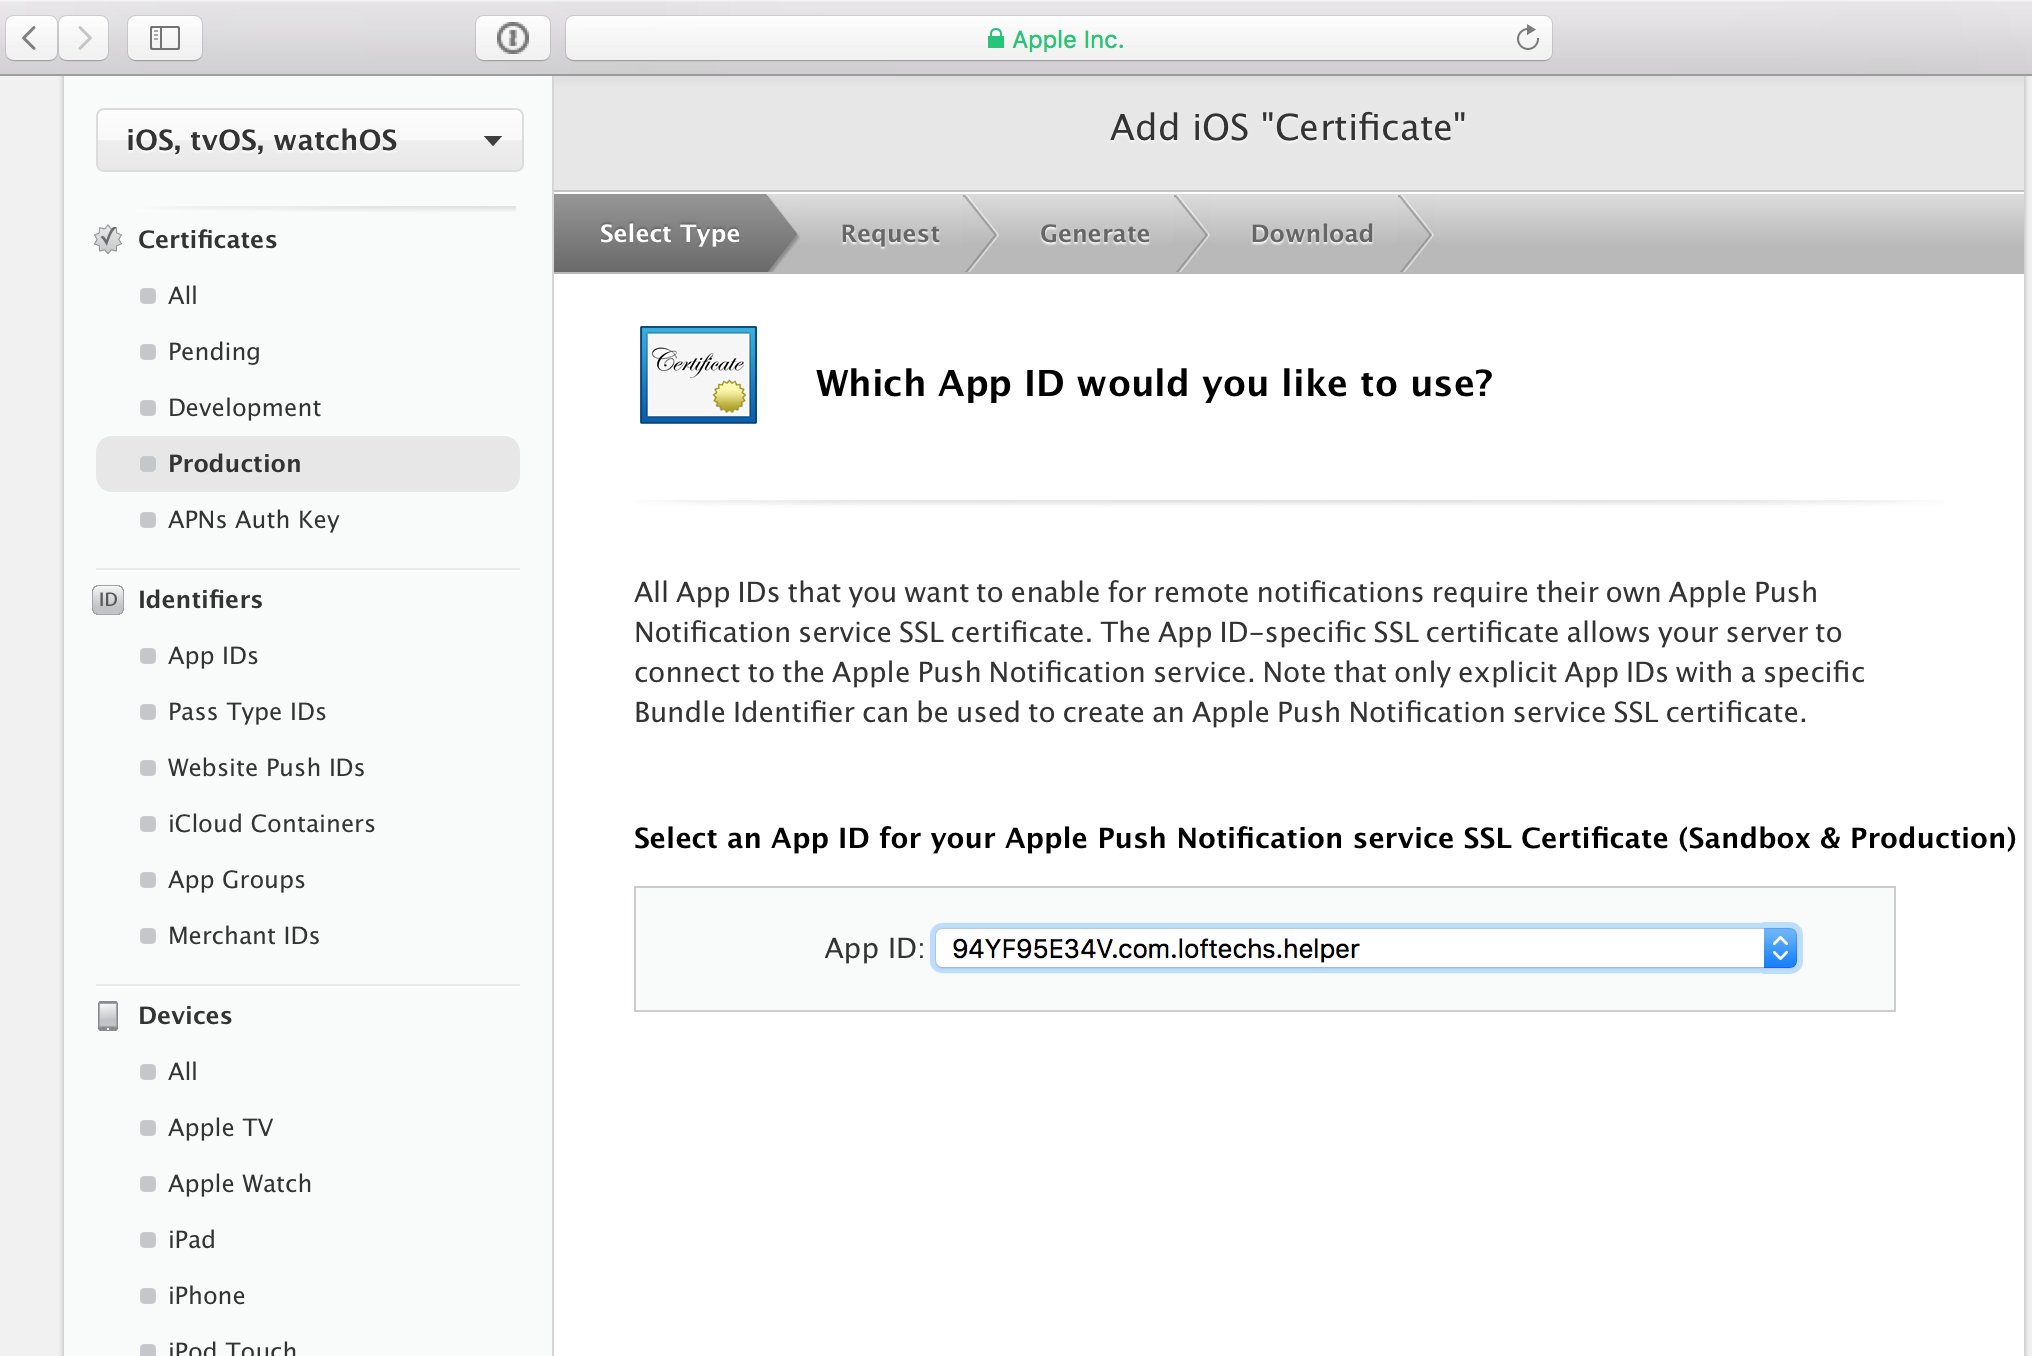 Apple Inc.
iOS, tvOS, watchOS
Certificates
All
Pending
Development
Production
APNs Auth Key
ID
Identifiers
App IDs
Pass Type IDs
Website Push IDs
iCloud Containers
App Groups
Merchant IDs
Devices
All
Apple TV
Apple Watch
iPad
iPhone
iPod Touch
Add iOS "Certificate"
Select Type
Request
Generate
Download
Certificate
Which App ID would you like to use?
All App IDs that you want to enable for remote notifications require their own Apple Push
Notification service SSL certificate. The App ID-specific SSL certificate allows your server to
connect to the Apple Push Notification service. Note that only explicit App IDs with a specific
Bundle Identifier can be used to create an Apple Push Notification service SSL certificate.
Select an App ID for your Apple Push Notification service SSL Certificate (Sandbox & Production)
App ID: 94YF95E34V.com.loftechs.helper